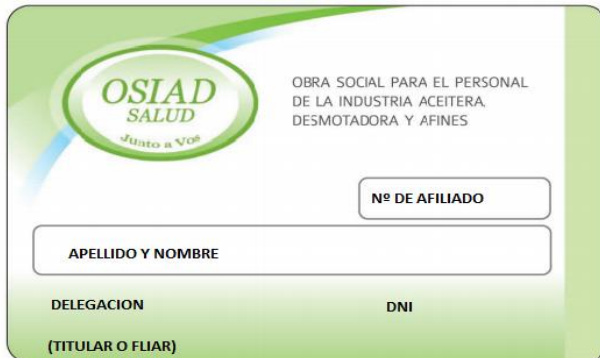 OSIAD
SALUD
Junto a Vos
OBRA SOCIAL PARA EL PERSONAL
DE LA INDUSTRIA ACEITERA,
DESMOTADORA Y AFINES
Nº DE AFILIADO
APELLIDO Y NOMBRE
DELEGACION DNI
(TITULAR O FLIAR)